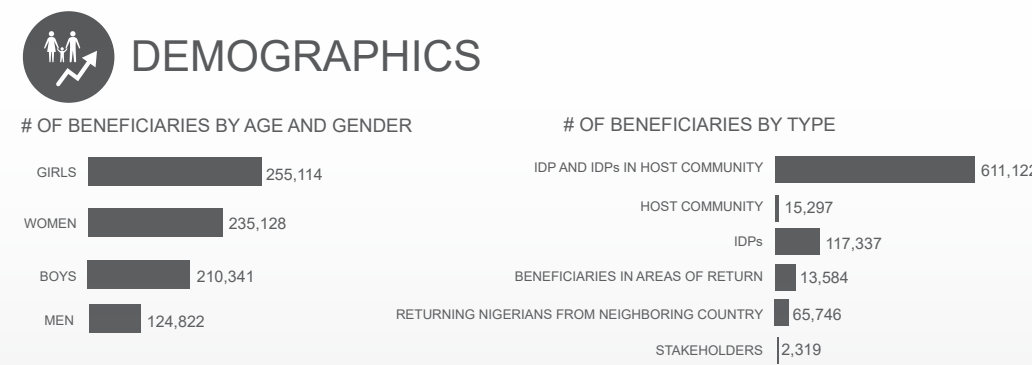 DEMOGRAPHICS
# OF BENEFICIARIES BY AGE AND GENDER
GIRLS 255,114
WOMEN 235,128
BOYS 210,341
MEN 124,822
# OF BENEFICIARIES BY TYPE
IDP AND IDPs IN HOST COMMUNITY 611,122
HOST COMMUNITY 15,297
IDPs 117,337
BENEFICIARIES IN AREAS OF RETURN 13,584
RETURNING NIGERIANS FROM NEIGHBORING COUNTRY 65,746
STAKEHOLDERS 2,319